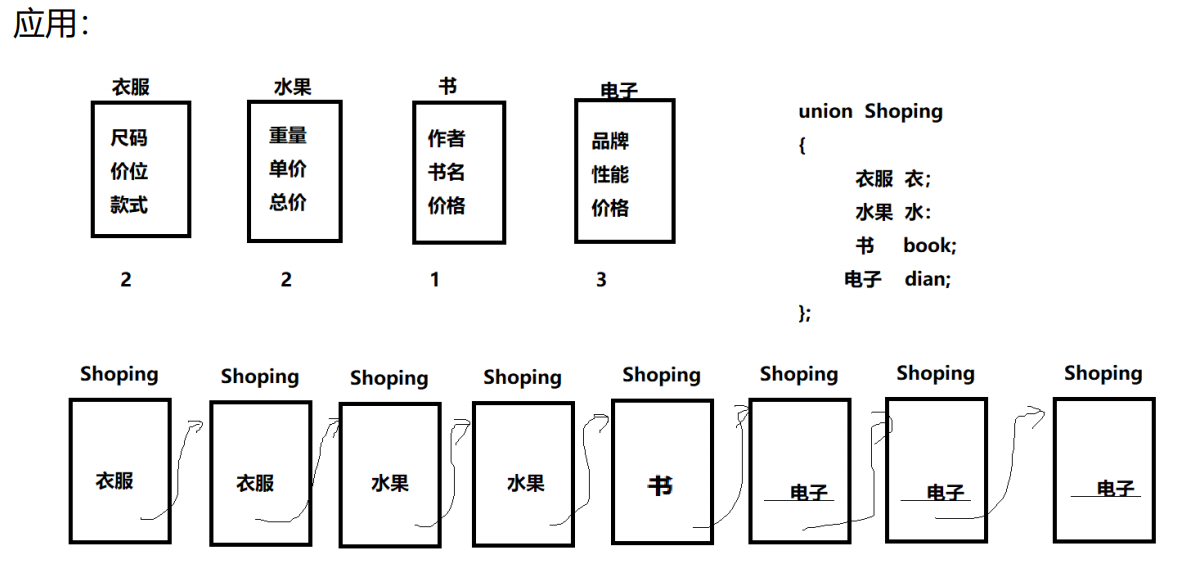 应用：
衣服
尺码
价位
款式
2
水果
重量
单价
总价
2
书
作者
书名
价格
1
电子
品牌
性能
价格
3
union Shoping
{
衣服 衣；
水果 水：
书 book;
电子 dian;
};
Shoping
衣服
Shoping
衣服
Shoping
水果
Shoping
水果
Shoping
书
Shoping
电子
Shoping
电子
Shoping
电子